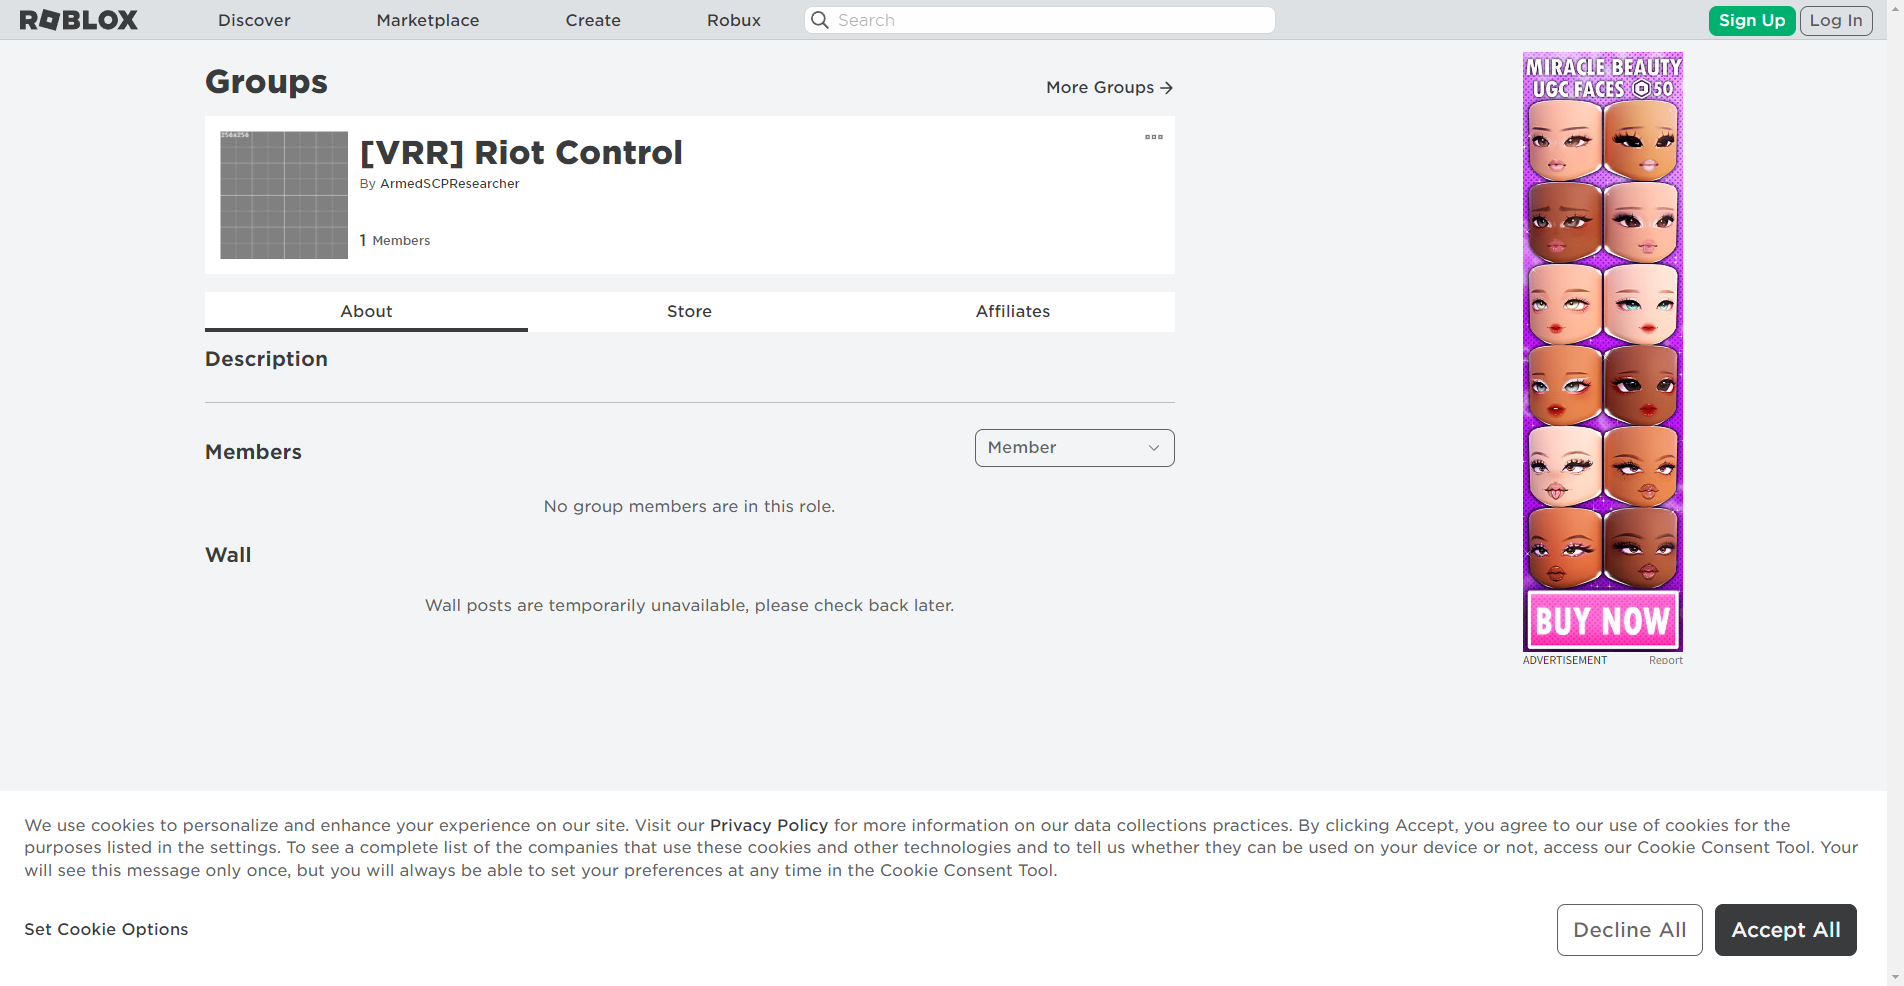 ROBLOX
Discover
Marketplace
Create
Robux
Search
Sign Up
Log In
Groups
More Groups
256x256
[VRR] Riot Control
By ArmedSCPResearcher
1 Members
About
Store
Affiliates
Description
Members
Member
No group members are in this role.
Wall
Wall posts are temporarily unavailable, please check back later.
MIRACLE BEAUTY
UGC FACES 50
BUY NOW
ADVERTISEMENT
Report
We use cookies to personalize and enhance your experience on our site. Visit our Privacy Policy for more information on our data collections practices. By clicking Accept, you agree to our use of cookies for the
purposes listed in the settings. To see a complete list of the companies that use these cookies and other technologies and to tell us whether they can be used on your device or not, access our Cookie Consent Tool. Your
will see this message only once, but you will always be able to set your preferences at any time in the Cookie Consent Tool.
Set Cookie Options
Decline All
Accept All